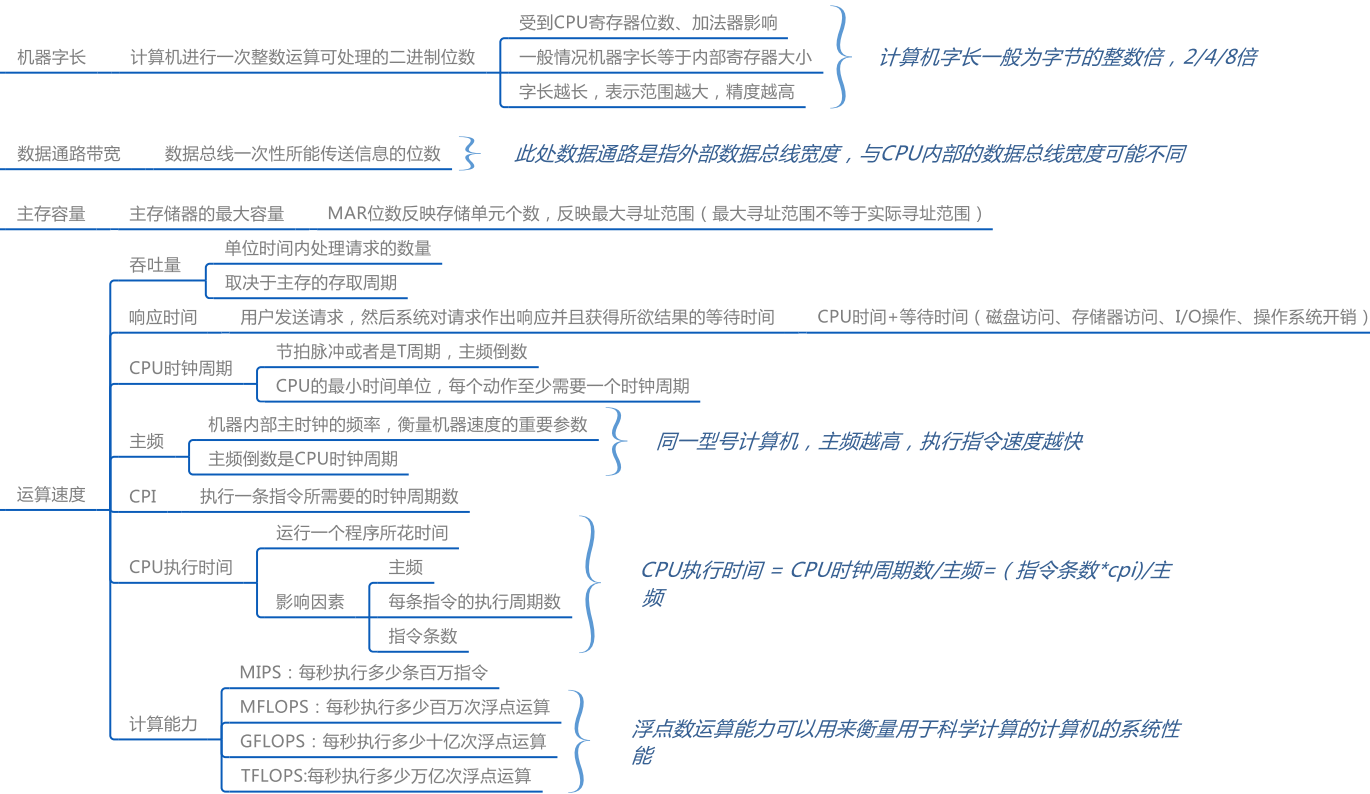 机器字长
计算机进行一次整数运算可处理的二进制位数
受到CPU寄存器位数、加法器影响
一般情况机器字长等于内部寄存器大小
字长越长，表示范围越大，精度越高
计算机字长一般为字节的整数倍，2/4/8倍
数据通路带宽
数据总线一次性所能传送信息的位数
此处数据通路是指外部数据总线宽度，与CPU内部的数据总线宽度可能不同
主存容量
主存储器的最大容量
MAR位数反映存储单元个数，反映最大寻址范围（最大寻址范围不等于实际寻址范围）
运算速度
吞吐量
单位时间内处理请求的数量
取决于主存的存取周期
响应时间
用户发送请求，然后系统对请求作出响应并且获得所欲结果的等待时间
CPU时间+等待时间（磁盘访问、存储器访问、I/O操作、操作系统开销）
CPU时钟周期
节拍脉冲或者是T周期，主频倒数
CPU的最小时间单位，每个动作至少需要一个时钟周期
主频
机器内部主时钟的频率，衡量机器速度的重要参数
主频倒数是CPU时钟周期
同一型号计算机，主频越高，执行指令速度越快
CPI
执行一条指令所需要的时钟周期数
CPU执行时间
运行一个程序所花时间
影响因素
主频
每条指令的执行周期数
指令条数
CPU执行时间 = CPU时钟周期数/主频=（指令条数*cpi)/主
频
计算能力
MIPS：每秒执行多少条百万指令
MFLOPS：每秒执行多少百万次浮点运算
GFLOPS：每秒执行多少十亿次浮点运算
TFLOPS:每秒执行多少万亿次浮点运算
浮点数运算能力可以用来衡量用于科学计算的计算机的系统性
能